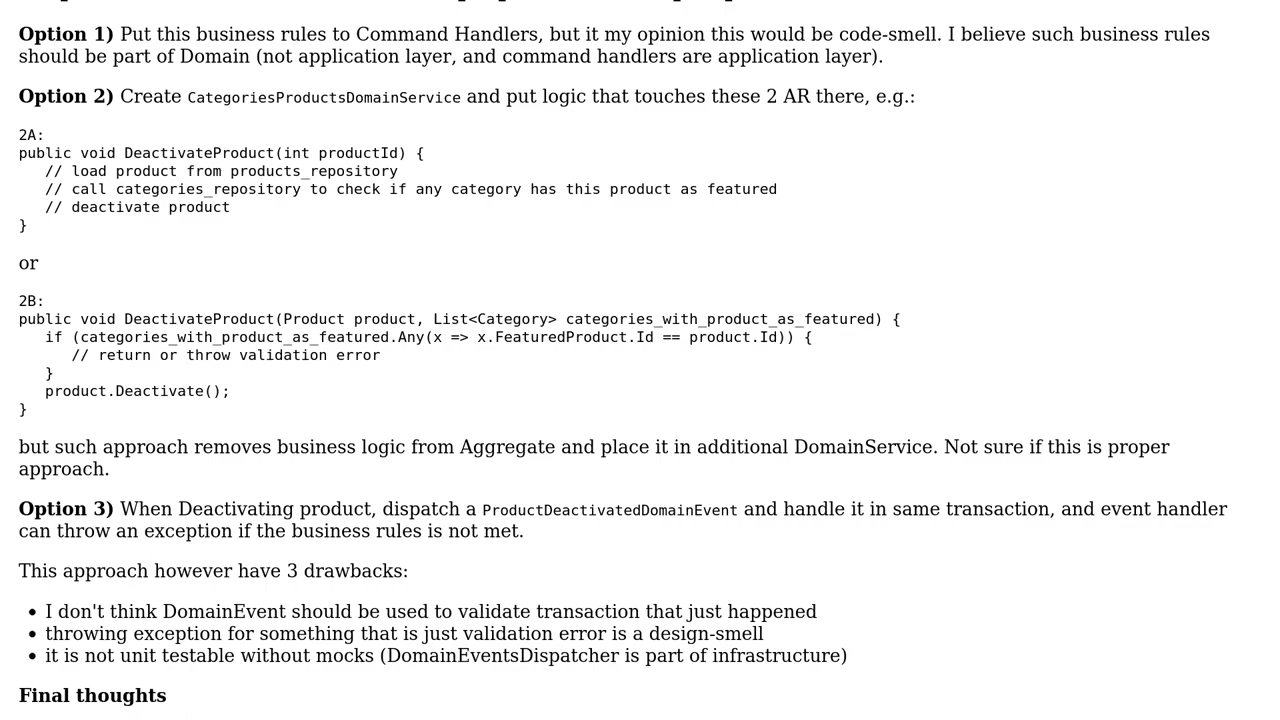 Option 1) Put this business rules to Command Handlers, but it my opinion this would be code-smell. I believe such business rules
should be part of Domain (not application layer, and command handlers are application layer).
Option 2) Create CategoriesProductsDomainService and put logic that touches these 2 AR there, e.g.:
2A:
public void DeactivateProduct(int productId) {
   // load product from products_repository
   // call categories_repository to check if any category has this product as featured
   // deactivate product
}
or
2B:
public void DeactivateProduct(Product product, List<Category> categories_with_product_as_featured) {
   if (categories_with_product_as_featured.Any(x => x.FeaturedProduct.Id == product.Id)) {
      // return or throw validation error
   }
   product.Deactivate();
}
but such approach removes business logic from Aggregate and place it in additional DomainService. Not sure if this is proper
approach.
Option 3) When Deactivating product, dispatch a ProductDeactivatedDomainEvent and handle it in same transaction, and event handler
can throw an exception if the business rules is not met.
This approach however have 3 drawbacks:
• I don't think DomainEvent should be used to validate transaction that just happened
• throwing exception for something that is just validation error is a design-smell
• it is not unit testable without mocks (DomainEventsDispatcher is part of infrastructure)
Final thoughts